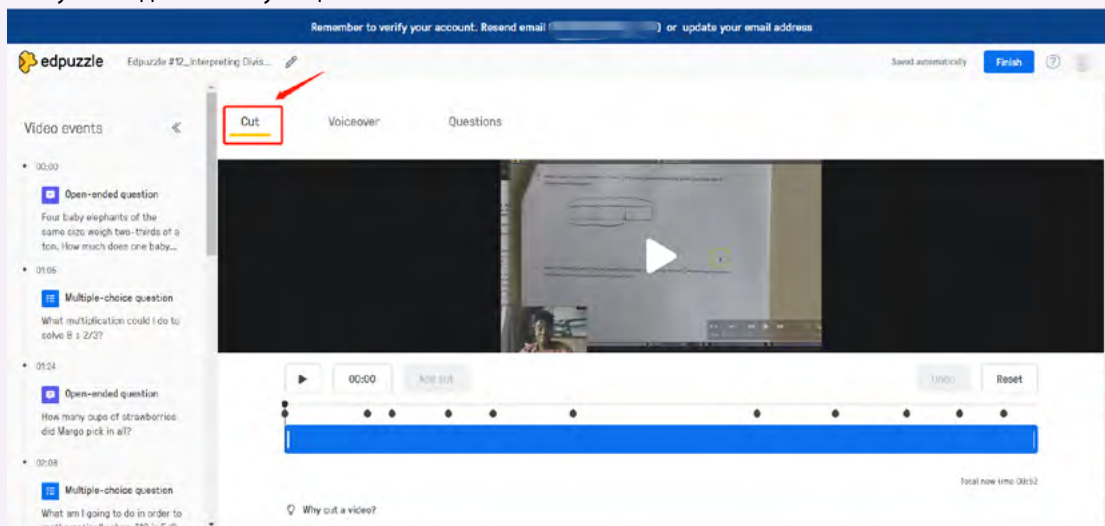 Remember to verify your account. Resend email ( ) or update your email address
edpuzzle
Edpuzzle #12_Interpreting Divis...
Saved automatically
Finish
?
Video events
Cut
Voiceover
Questions
00:00
Open-ended question
Four baby elephants of the
same size weigh two-thirds of a
ton. How much does one baby...
01:06
Multiple-choice question
What multiplication could I do to
solve 8 ÷ 2/3?
01:24
Open-ended question
How many cups of strawberries
did Margo pick in all?
02:08
Multiple-choice question
What am I going to do in order to
00:00
Add cut
Undo
Reset
Total new time 09:52
Why cut a video?